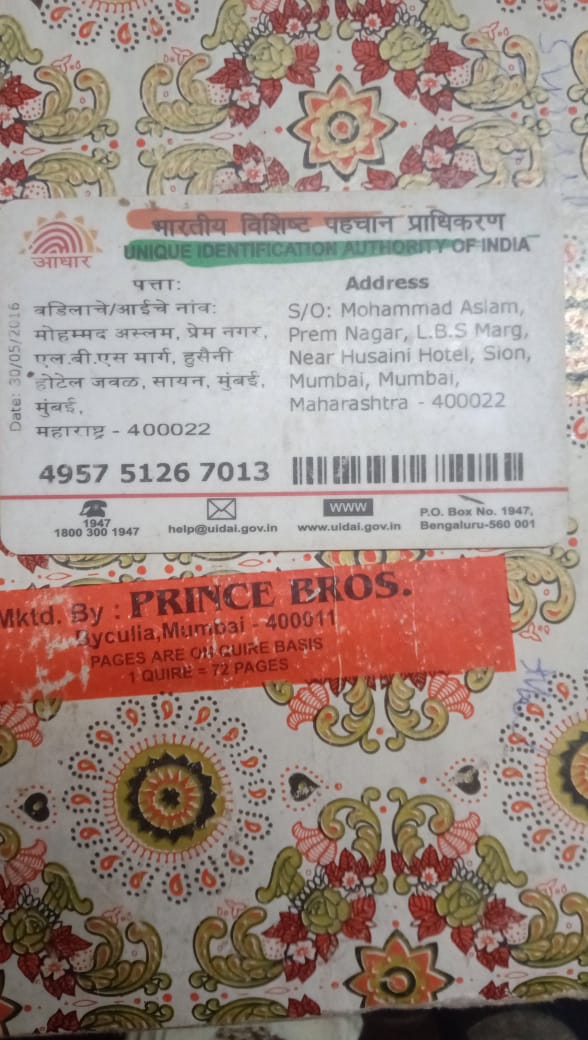 भारतीय विशिष्ट पहचान प्राधिकरण
UNIQUE IDENTIFICATION AUTHORITY OF INDIA
आधार
पत्ता:
वडिलाचे/आईचे नांव:
मोहम्मद अस्लम, प्रेम नगर,
एल.बी.एस मार्ग, हुसैनी
होटेल जवळ, सायन, मुंबई,
मुंबई,
महाराष्ट्र - 400022
Address
S/O: Mohammad Aslam,
Prem Nagar, L.B.S Marg,
Near Husaini Hotel, Sion,
Mumbai, Mumbai,
Maharashtra - 400022
Date: 30/05/2016
4957 5126 7013
1947
1800 300 1947
help@uidai.gov.in
WWW
www.uidai.gov.in
P.O. Box No. 1947,
Bengaluru-560 001
Mktd. By : PRINCE BROS.
Byculla, Mumbai - 400011
PAGES ARE ON QUIRE BASIS
1 QUIRE = 72 PAGES